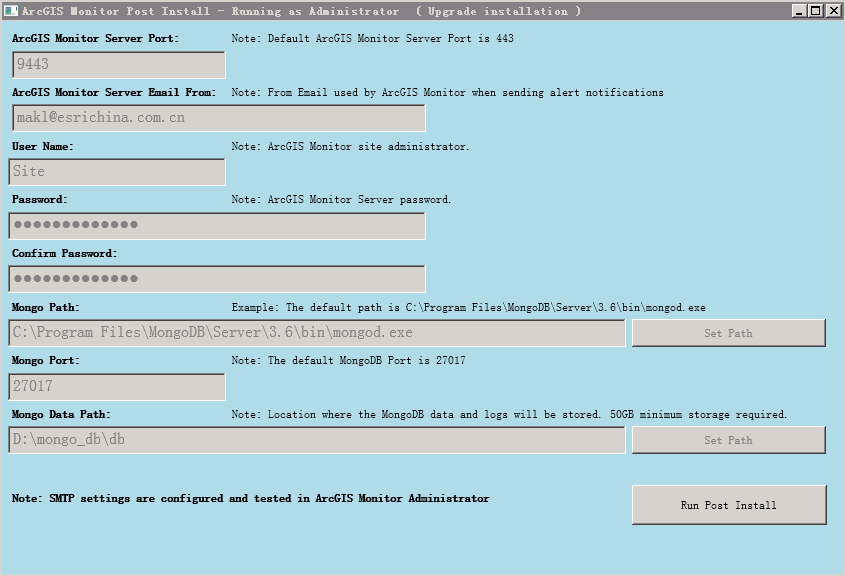 ArcGIS Monitor Post Install - Running as Administrator ( Upgrade installation )
ArcGIS Monitor Server Port: Note: Default ArcGIS Monitor Server Port is 443
9443
ArcGIS Monitor Server Email From: Note: From Email used by ArcGIS Monitor when sending alert notifications
makl@esrichina.com.cn
User Name: Note: ArcGIS Monitor site administrator.
Site
Password: Note: ArcGIS Monitor Server password.
●●●●●●●●●●●●●
Confirm Password:
●●●●●●●●●●●●●
Mongo Path: Example: The default path is C:\Program Files\MongoDB\Server\3.6\bin\mongod.exe
C:\Program Files\MongoDB\Server\3.6\bin\mongod.exe Set Path
Mongo Port: Note: The default MongoDB Port is 27017
27017
Mongo Data Path: Note: Location where the MongoDB data and logs will be stored. 50GB minimum storage required.
D:\mongo_db\db Set Path
Note: SMTP settings are configured and tested in ArcGIS Monitor Administrator
Run Post Install